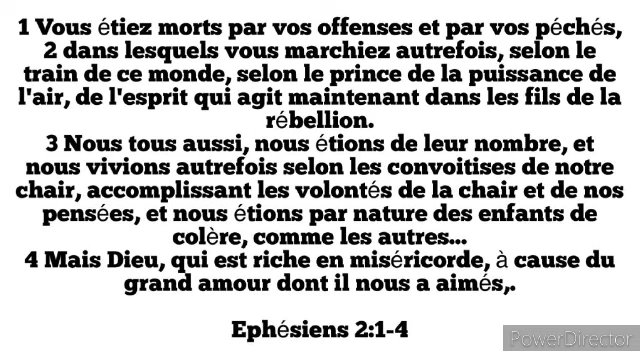 1 Vous étiez morts par vos offenses et par vos péchés,
2 dans lesquels vous marchiez autrefois, selon le
train de ce monde, selon le prince de la puissance de
l'air, de l'esprit qui agit maintenant dans les fils de la
rébellion.
3 Nous tous aussi, nous étions de leur nombre, et
nous vivions autrefois selon les convoitises de notre
chair, accomplissant les volontés de la chair et de nos
pensées, et nous étions par nature des enfants de
colère, comme les autres...
4 Mais Dieu, qui est riche en miséricorde, à cause du
grand amour dont il nous a aimés,.
Ephésiens 2:1-4
PowerDirector